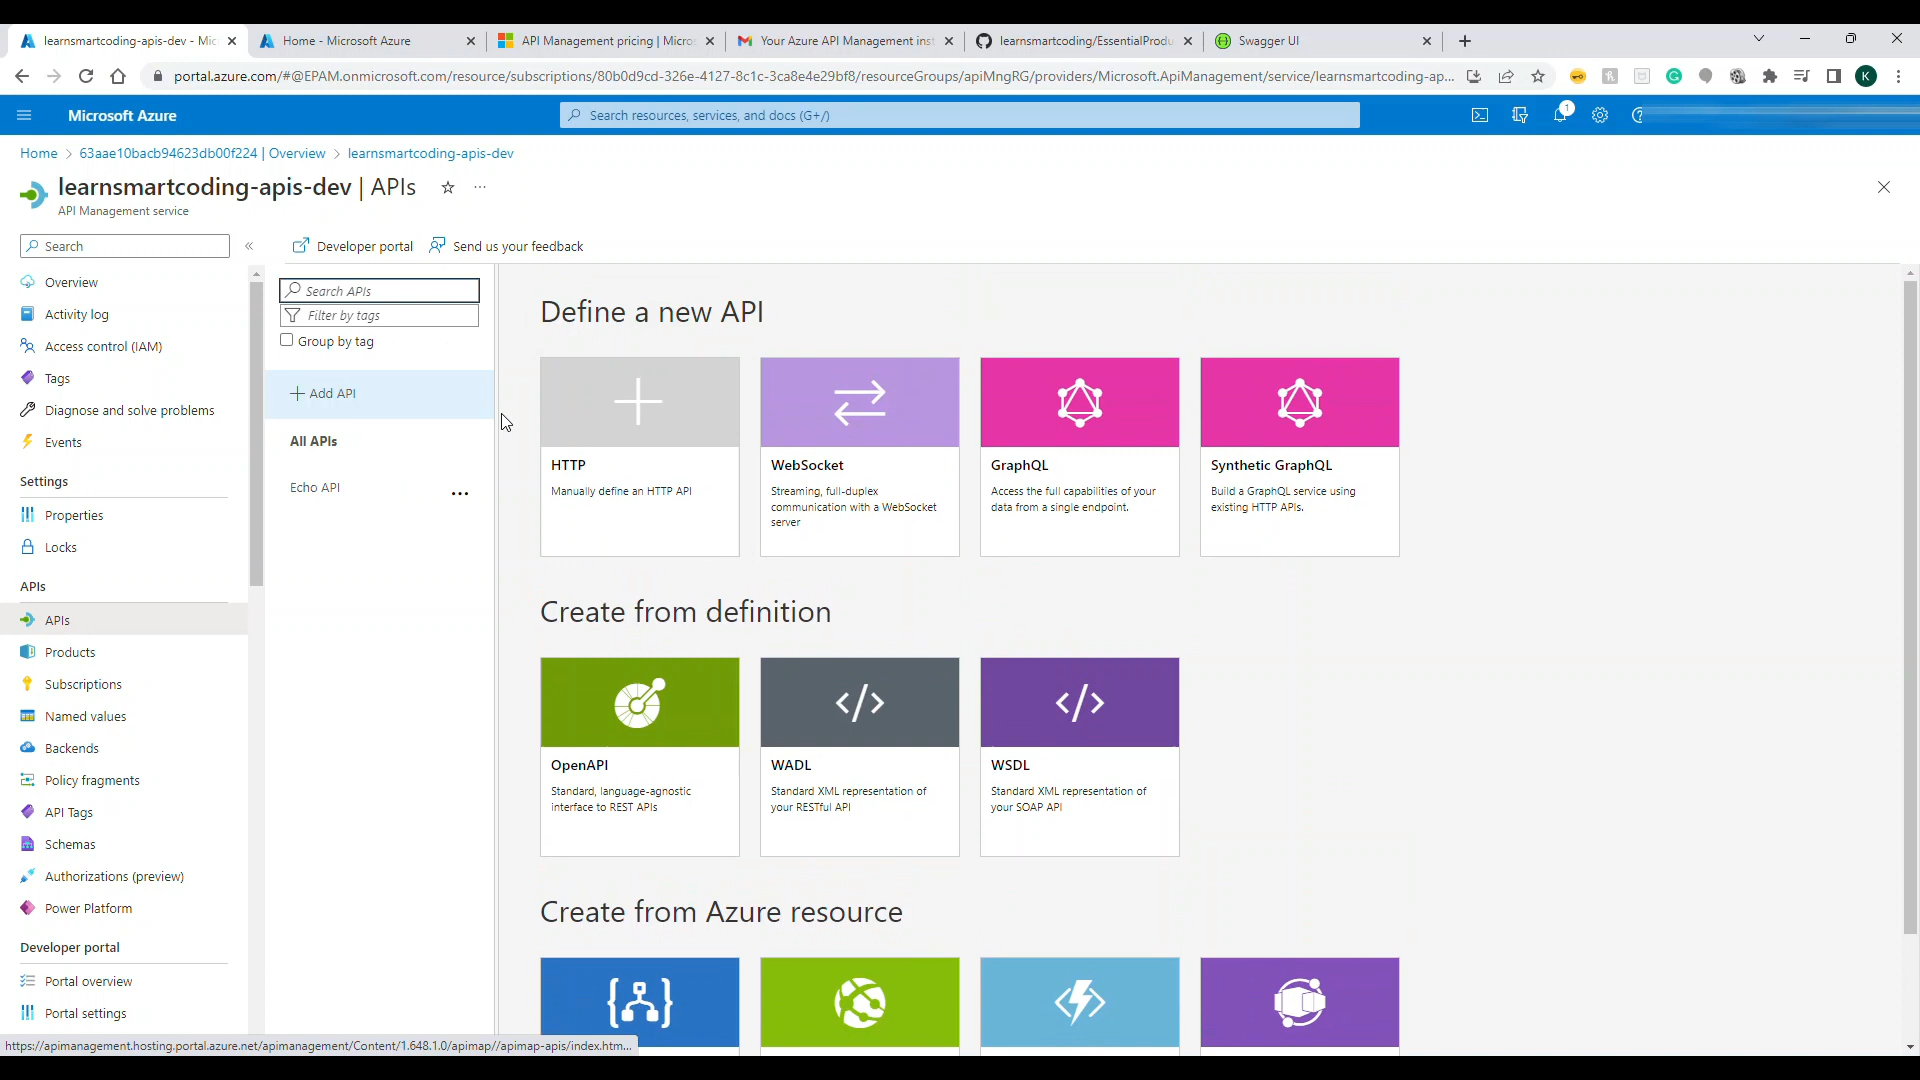 learnsmartcoding-apis-dev - Mic
Home - Microsoft Azure
API Management pricing | Micros
Your Azure API Management inst
learnsmartcoding/EssentialProdu
Swagger UI
portal.azure.com/#@EPAM.onmicrosoft.com/resource/subscriptions/80b0d9cd-326e-4127-8c1c-3ca8e4e29bf8/resourceGroups/apiMngRG/providers/Microsoft.ApiManagement/service/learnsmartcoding-ap...
K
Microsoft Azure
Search resources, services, and docs (G+/)
1
Home > 63aae10bacb94623db00f224 | Overview > learnsmartcoding-apis-dev
learnsmartcoding-apis-dev | APIs
API Management service
Search
Developer portal
Send us your feedback
Overview
Activity log
Access control (IAM)
Tags
Diagnose and solve problems
Events
Settings
Properties
Locks
APIs
APIs
Products
Subscriptions
Named values
Backends
Policy fragments
API Tags
Schemas
Authorizations (preview)
Power Platform
Developer portal
Portal overview
Portal settings
Search APIs
Filter by tags
Group by tag
+ Add API
All APIs
Echo API
...
Define a new API
HTTP
Manually define an HTTP API
WebSocket
Streaming, full-duplex
communication with a WebSocket
server
GraphQL
Access the full capabilities of your
data from a single endpoint.
Synthetic GraphQL
Build a GraphQL service using
existing HTTP APIs.
Create from definition
OpenAPI
Standard, language-agnostic
interface to REST APIs
WADL
Standard XML representation of
your RESTful API
WSDL
Standard XML representation of
your SOAP API
Create from Azure resource
https://apimanagement.hosting.portal.azure.net/apimanagement/Content/1.648.1.0/apimap//apimap-apis/index.htm...